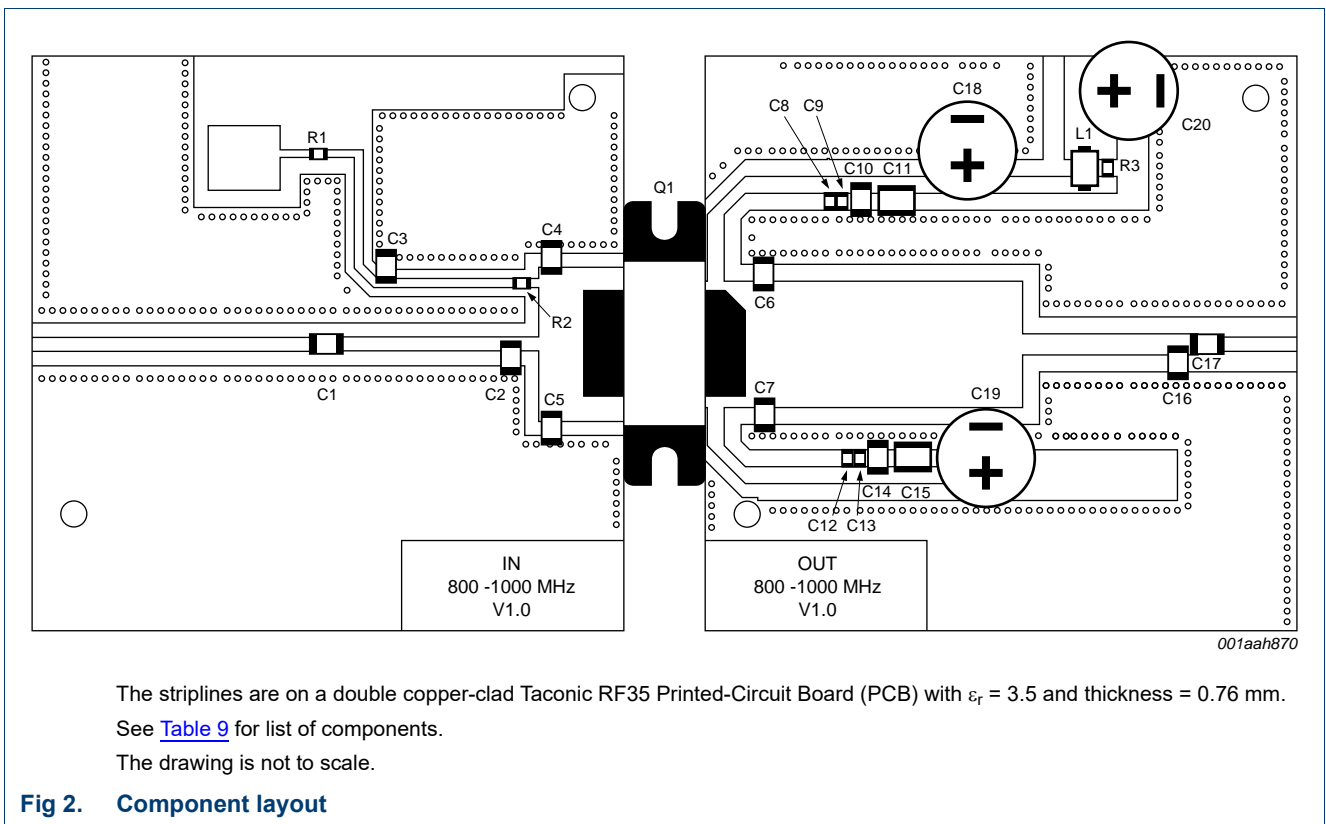 C18
C8 C9
C20
L1
R1
C10 C11
R3
Q1
C3
C4
C6
R2
C1
C2
C17
C16
C5
C7
C19
C14 C15
C12 C13
IN
800 -1000 MHz
V1.0
OUT
800 -1000 MHz
V1.0
001aah870
The striplines are on a double copper-clad Taconic RF35 Printed-Circuit Board (PCB) with εr = 3.5 and thickness = 0.76 mm.
See Table 9 for list of components.
The drawing is not to scale.
Fig 2. Component layout